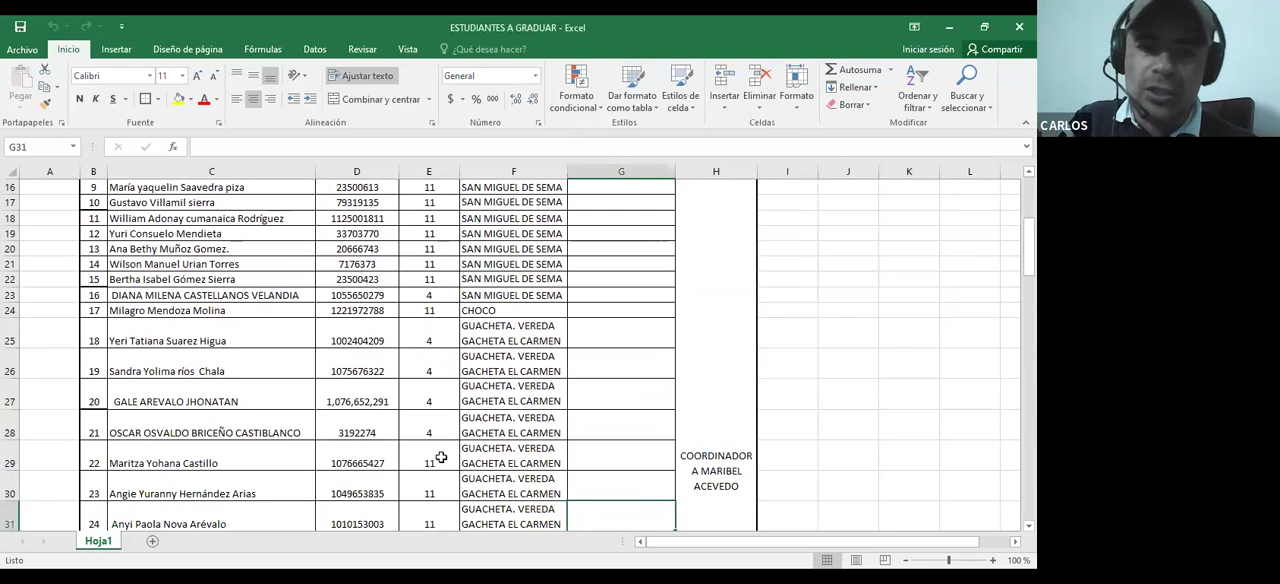 ESTUDIANTES A GRADUAR - Excel
Archivo Inicio Insertar Diseño de página Fórmulas Datos Revisar Vista ¿Qué desea hacer? Iniciar sesión Compartir
Pegar
Calibri 11
N K S
Ajustar texto
Combinar y centrar
General
$ % 000
Formato condicional
Dar formato como tabla
Estilos de celda
Insertar Eliminar Formato
Autosuma
Rellenar
Borrar
Ordenar y filtrar
Buscar y seleccionar
Portapapeles Fuente Alineación Número Estilos Celdas Modificar
CARLOS
G31 fx
A B C D E F G H I J K L
16 9 María yaquelin Saavedra piza 23500613 11 SAN MIGUEL DE SEMA
17 10 Gustavo Villamil sierra 79319135 11 SAN MIGUEL DE SEMA
18 11 William Adonay cumanaica Rodríguez 1125001811 11 SAN MIGUEL DE SEMA
19 12 Yuri Consuelo Mendieta 33703770 11 SAN MIGUEL DE SEMA
20 13 Ana Bethy Muñoz Gomez. 20666743 11 SAN MIGUEL DE SEMA
21 14 Wilson Manuel Urian Torres 7176373 11 SAN MIGUEL DE SEMA
22 15 Bertha Isabel Gómez Sierra 23500423 11 SAN MIGUEL DE SEMA
23 16 DIANA MILENA CASTELLANOS VELANDIA 1055650279 4 SAN MIGUEL DE SEMA
24 17 Milagro Mendoza Molina 1221972788 11 CHOCO
GUACHETA. VEREDA
25 18 Yeri Tatiana Suarez Higua 1002404209 4 GACHETA EL CARMEN
GUACHETA. VEREDA
26 19 Sandra Yolima ríos Chala 1075676322 4 GACHETA EL CARMEN
GUACHETA. VEREDA
27 20 GALE AREVALO JHONATAN 1,076,652,291 4 GACHETA EL CARMEN
GUACHETA. VEREDA
28 21 OSCAR OSVALDO BRICEÑO CASTIBLANCO 3192274 4 GACHETA EL CARMEN
GUACHETA. VEREDA
29 22 Maritza Yohana Castillo 1076665427 11 GACHETA EL CARMEN
GUACHETA. VEREDA
30 23 Angie Yuranny Hernández Arias 1049653835 11 GACHETA EL CARMEN
GUACHETA. VEREDA
31 24 Anyi Paola Nova Arévalo 1010153003 11 GACHETA EL CARMEN
COORDINADOR
A MARIBEL
ACEVEDO
Hoja1
Listo 100 %